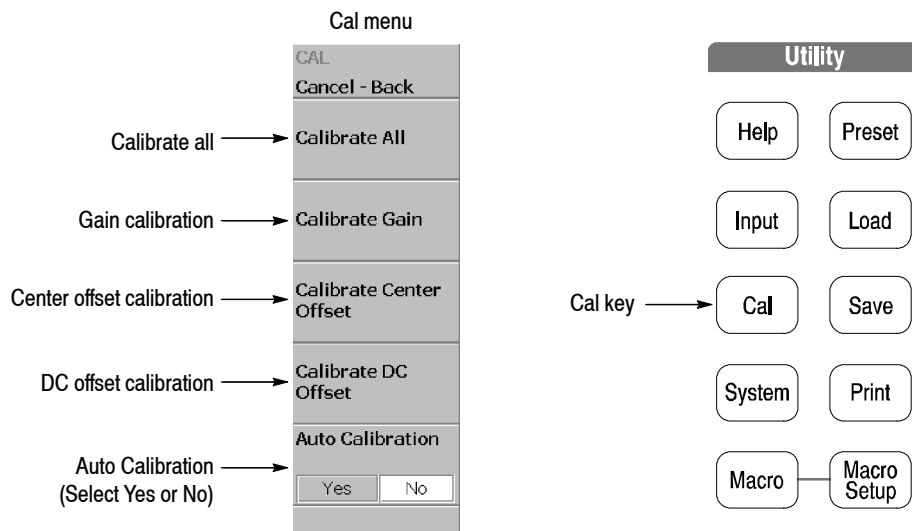 Cal menu
CAL
Cancel - Back
Calibrate all
Calibrate All
Gain calibration
Calibrate Gain
Center offset calibration
Calibrate Center
Offset
DC offset calibration
Calibrate DC
Offset
Auto Calibration
(Select Yes or No)
Auto Calibration
Yes No
Utility
Help Preset
Input Load
Cal key
Cal Save
System Print
Macro Macro
Setup